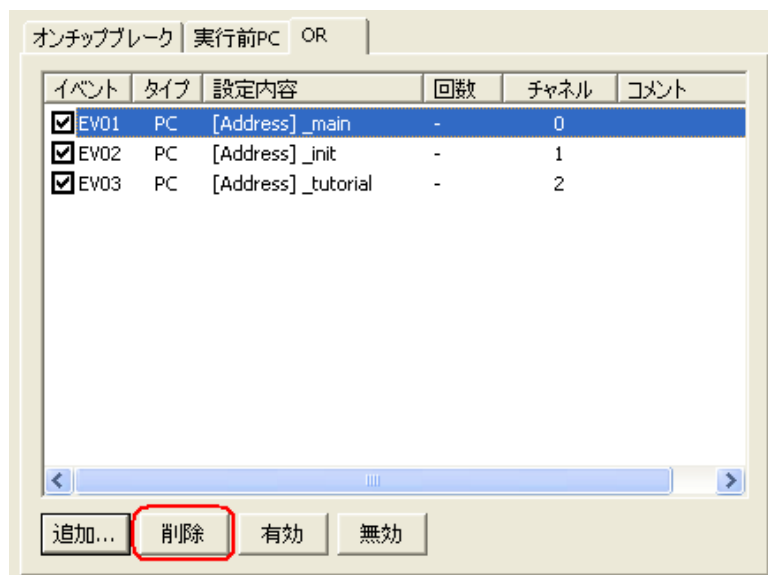 オンチップブレーク 実行前PC OR
イベント タイプ 設定内容 回数 チャネル コメント
EV01 PC [Address] _main - 0
EV02 PC [Address] _init - 1
EV03 PC [Address] _tutorial - 2
追加... 削除 有効 無効